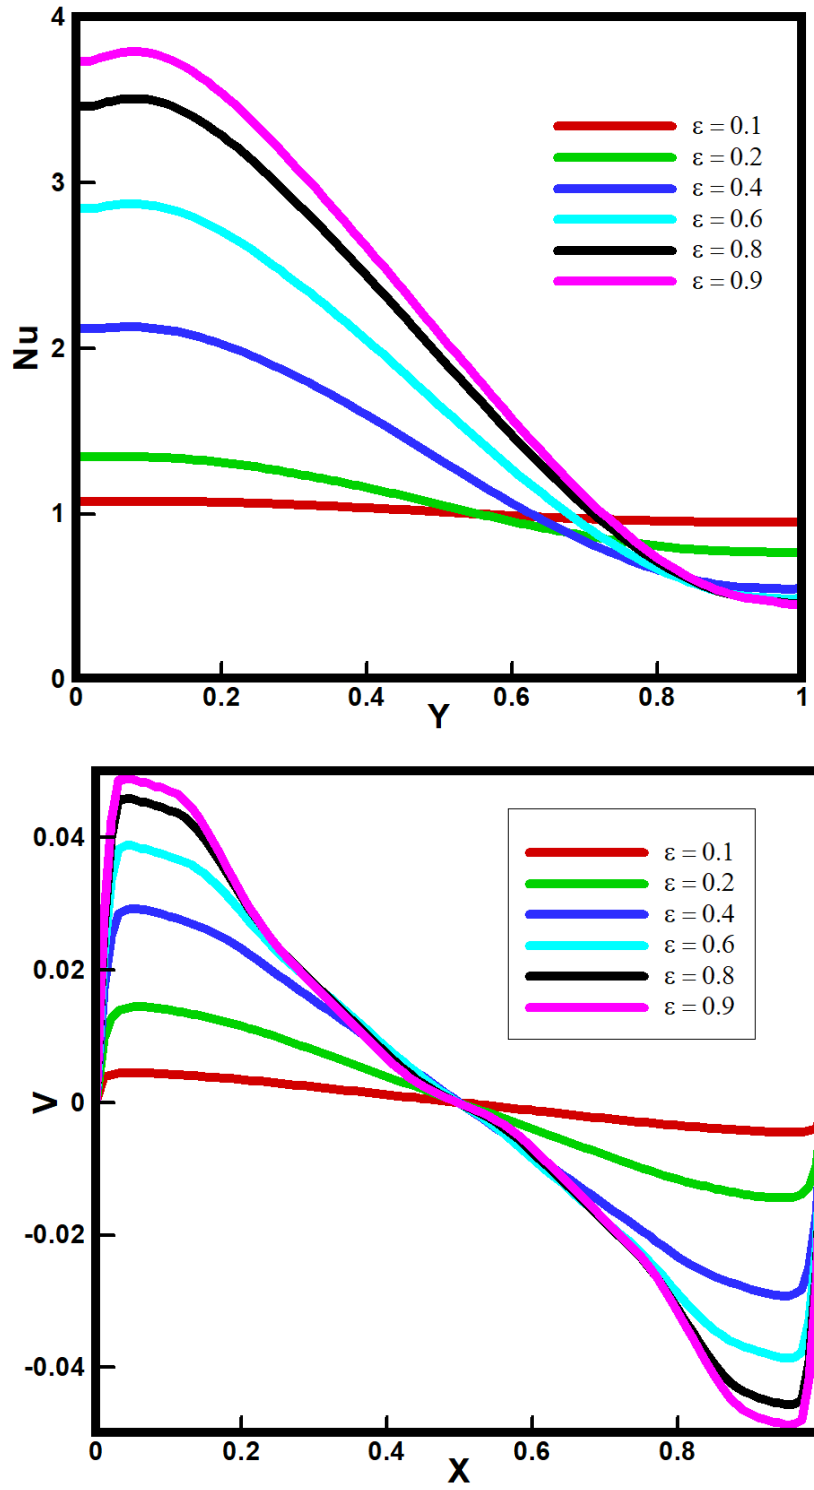 4
ε = 0.1
ε = 0.2
3
ε = 0.4
ε = 0.6
ε = 0.8
ε = 0.9
Nu
2
1
0
0 0.2 0.4 0.6 0.8 1
Y
0.04
ε = 0.1
ε = 0.2
ε = 0.4
ε = 0.6
0.02
ε = 0.8
ε = 0.9
V
0
-0.02
-0.04
0 0.2 0.4 0.6 0.8
X